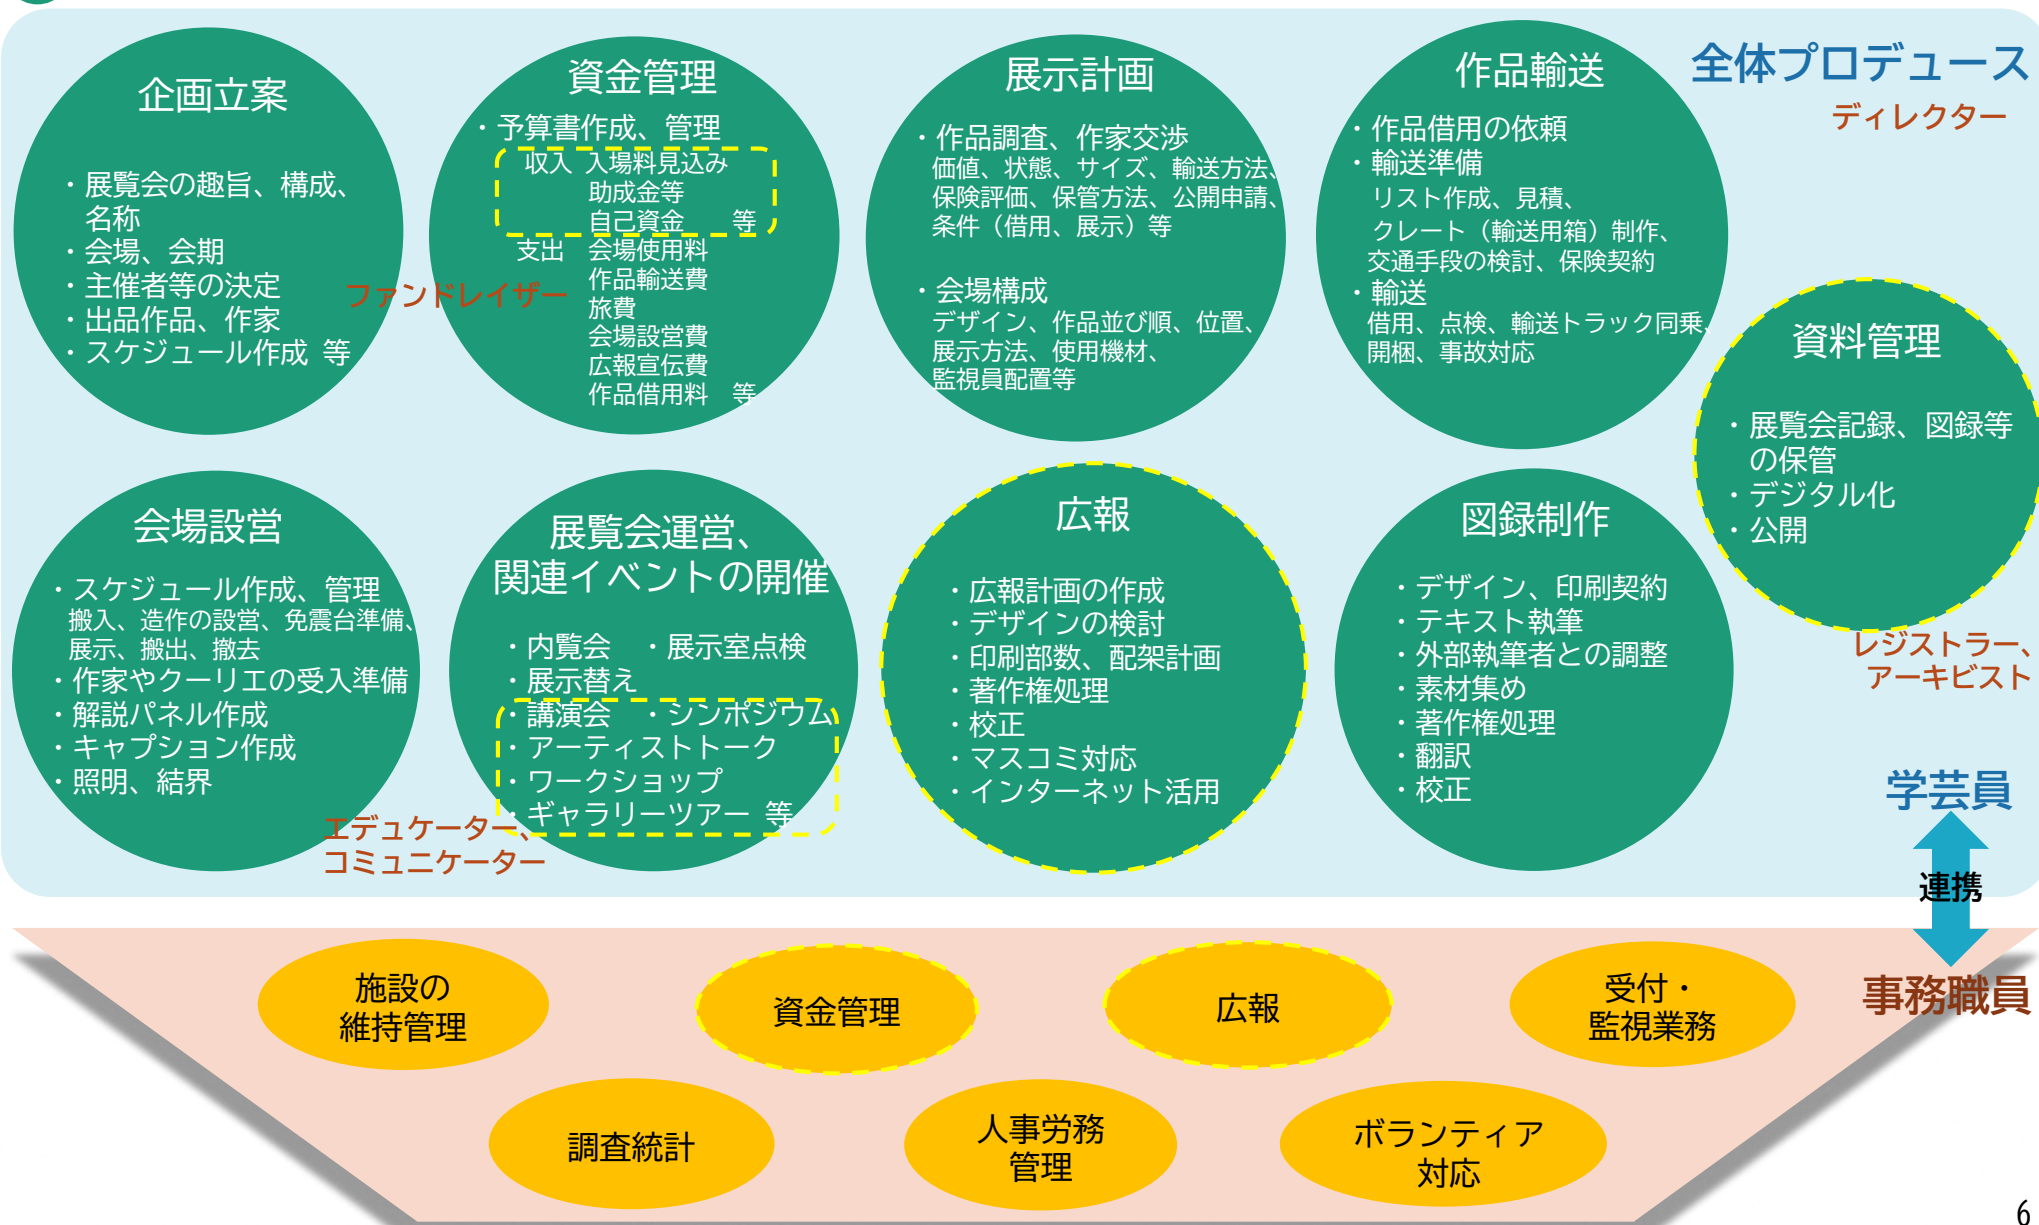 全体プロデュース
ディレクター
企画立案
・展覧会の趣旨、構成、
名称
・会場、会期
・主催者等の決定
・出品作品、作家
・スケジュール作成 等
資金管理
・予算書作成、管理
収入 入場料見込み
助成金等
自己資金 等
支出 会場使用料
作品輸送費
旅費
会場設営費
広報宣伝費
作品借用料 等
ファンドレイザー
展示計画
・作品調査、作家交渉
価値、状態、サイズ、輸送方法、
保険評価、保管方法、公開申請、
条件（借用、展示）等
・会場構成
デザイン、作品並び順、位置、
展示方法、使用機材、
監視員配置等
作品輸送
・作品借用の依頼
・輸送準備
リスト作成、見積、
クレート（輸送用箱）制作、
交通手段の検討、保険契約
・輸送
借用、点検、輸送トラック同乗、
開梱、事故対応
資料管理
・展覧会記録、図録等
の保管
・デジタル化
・公開
レジストラー、
アーキビスト
会場設営
・スケジュール作成、管理
搬入、造作の設営、免震台準備、
展示、搬出、撤去
・作家やクーリエの受入準備
・解説パネル作成
・キャプション作成
・照明、結界
展覧会運営、
関連イベントの開催
・内覧会 ・展示室点検
・展示替え
・講演会 ・シンポジウム
・アーティストトーク
・ワークショップ
・ギャラリーツアー 等
エデュケーター、
コミュニケーター
広報
・広報計画の作成
・デザインの検討
・印刷部数、配架計画
・著作権処理
・校正
・マスコミ対応
・インターネット活用
図録制作
・デザイン、印刷契約
・テキスト執筆
・外部執筆者との調整
・素材集め
・著作権処理
・翻訳
・校正
学芸員
連携
事務職員
施設の
維持管理
資金管理
広報
受付・
監視業務
調査統計
人事労務
管理
ボランティア
対応
6